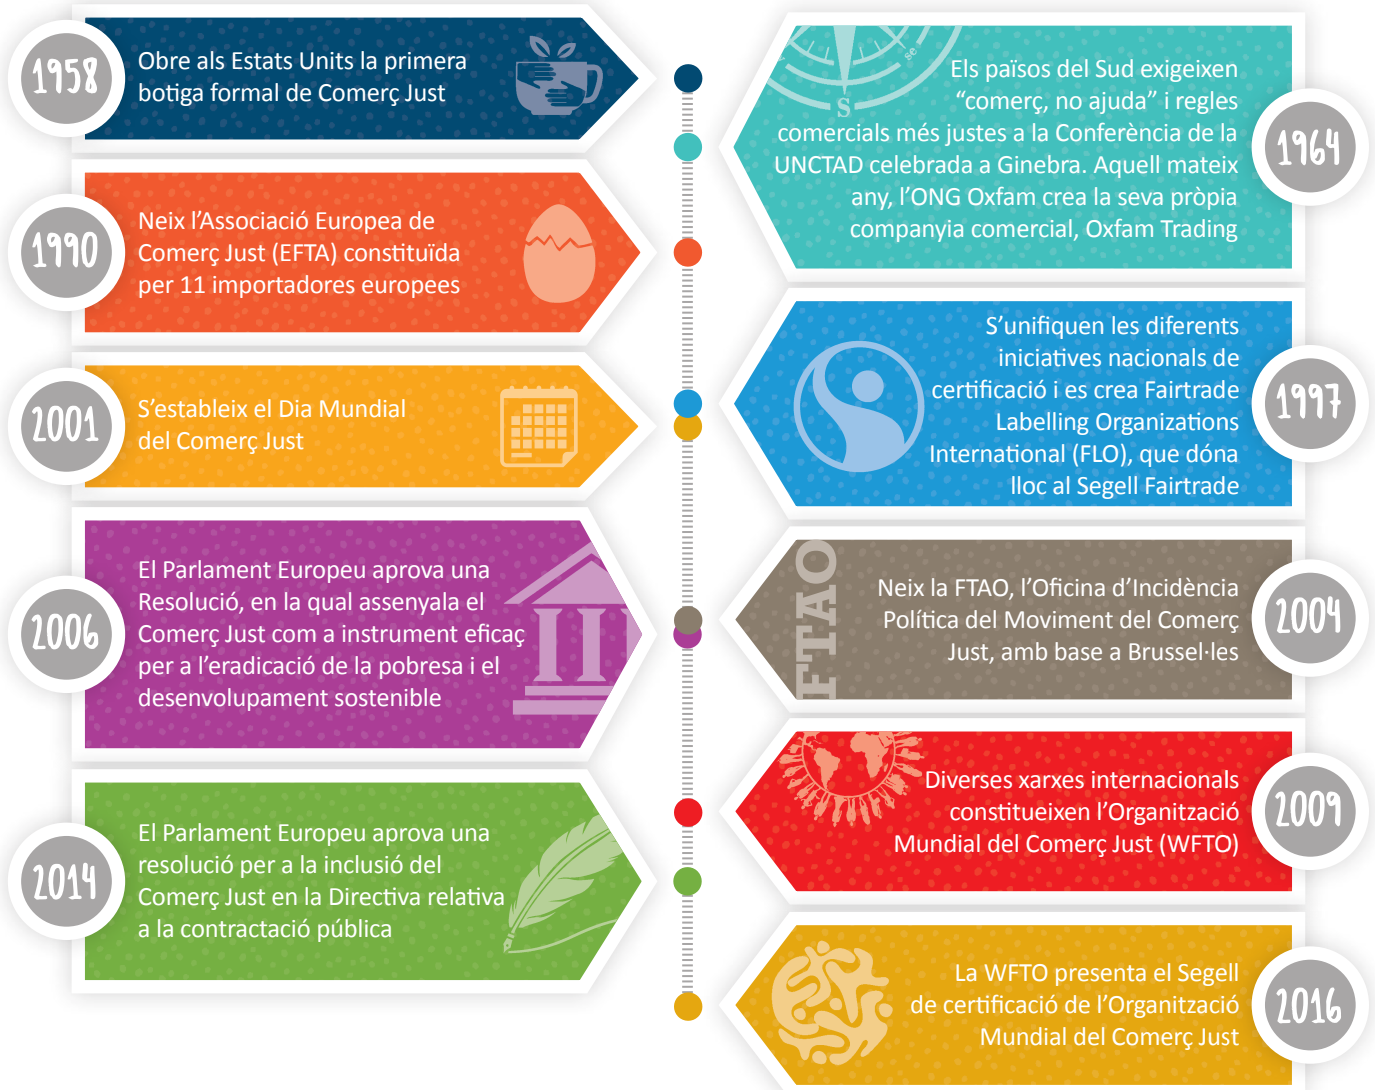 1958
Obre als Estats Units la primera
botiga formal de Comerç Just
S
se
Els països del Sud exigeixen
“comerç, no ajuda” i regles
comercials més justes a la Conferència de la
UNCTAD celebrada a Ginebra. Aquell mateix
any, l’ONG Oxfam crea la seva pròpia
companyia comercial, Oxfam Trading
1964
1990
Neix l’Associació Europea de
Comerç Just (EFTA) constituïda
per 11 importadores europees
S’unifiquen les diferents
iniciatives nacionals de
certificació i es crea Fairtrade
Labelling Organizations
International (FLO), que dóna
lloc al Segell Fairtrade
1997
2001
S’estableix el Dia Mundial
del Comerç Just
FTAO
Neix la FTAO, l’Oficina d’Incidència
Política del Moviment del Comerç
Just, amb base a Brussel·les
2004
2006
El Parlament Europeu aprova una
Resolució, en la qual assenyala el
Comerç Just com a instrument eficaç
per a l’eradicació de la pobresa i el
desenvolupament sostenible
Diverses xarxes internacionals
constitueixen l’Organització
Mundial del Comerç Just (WFTO)
2009
2014
El Parlament Europeu aprova una
resolució per a la inclusió del
Comerç Just en la Directiva relativa
a la contractació pública
La WFTO presenta el Segell
de certificació de l’Organització
Mundial del Comerç Just
2016